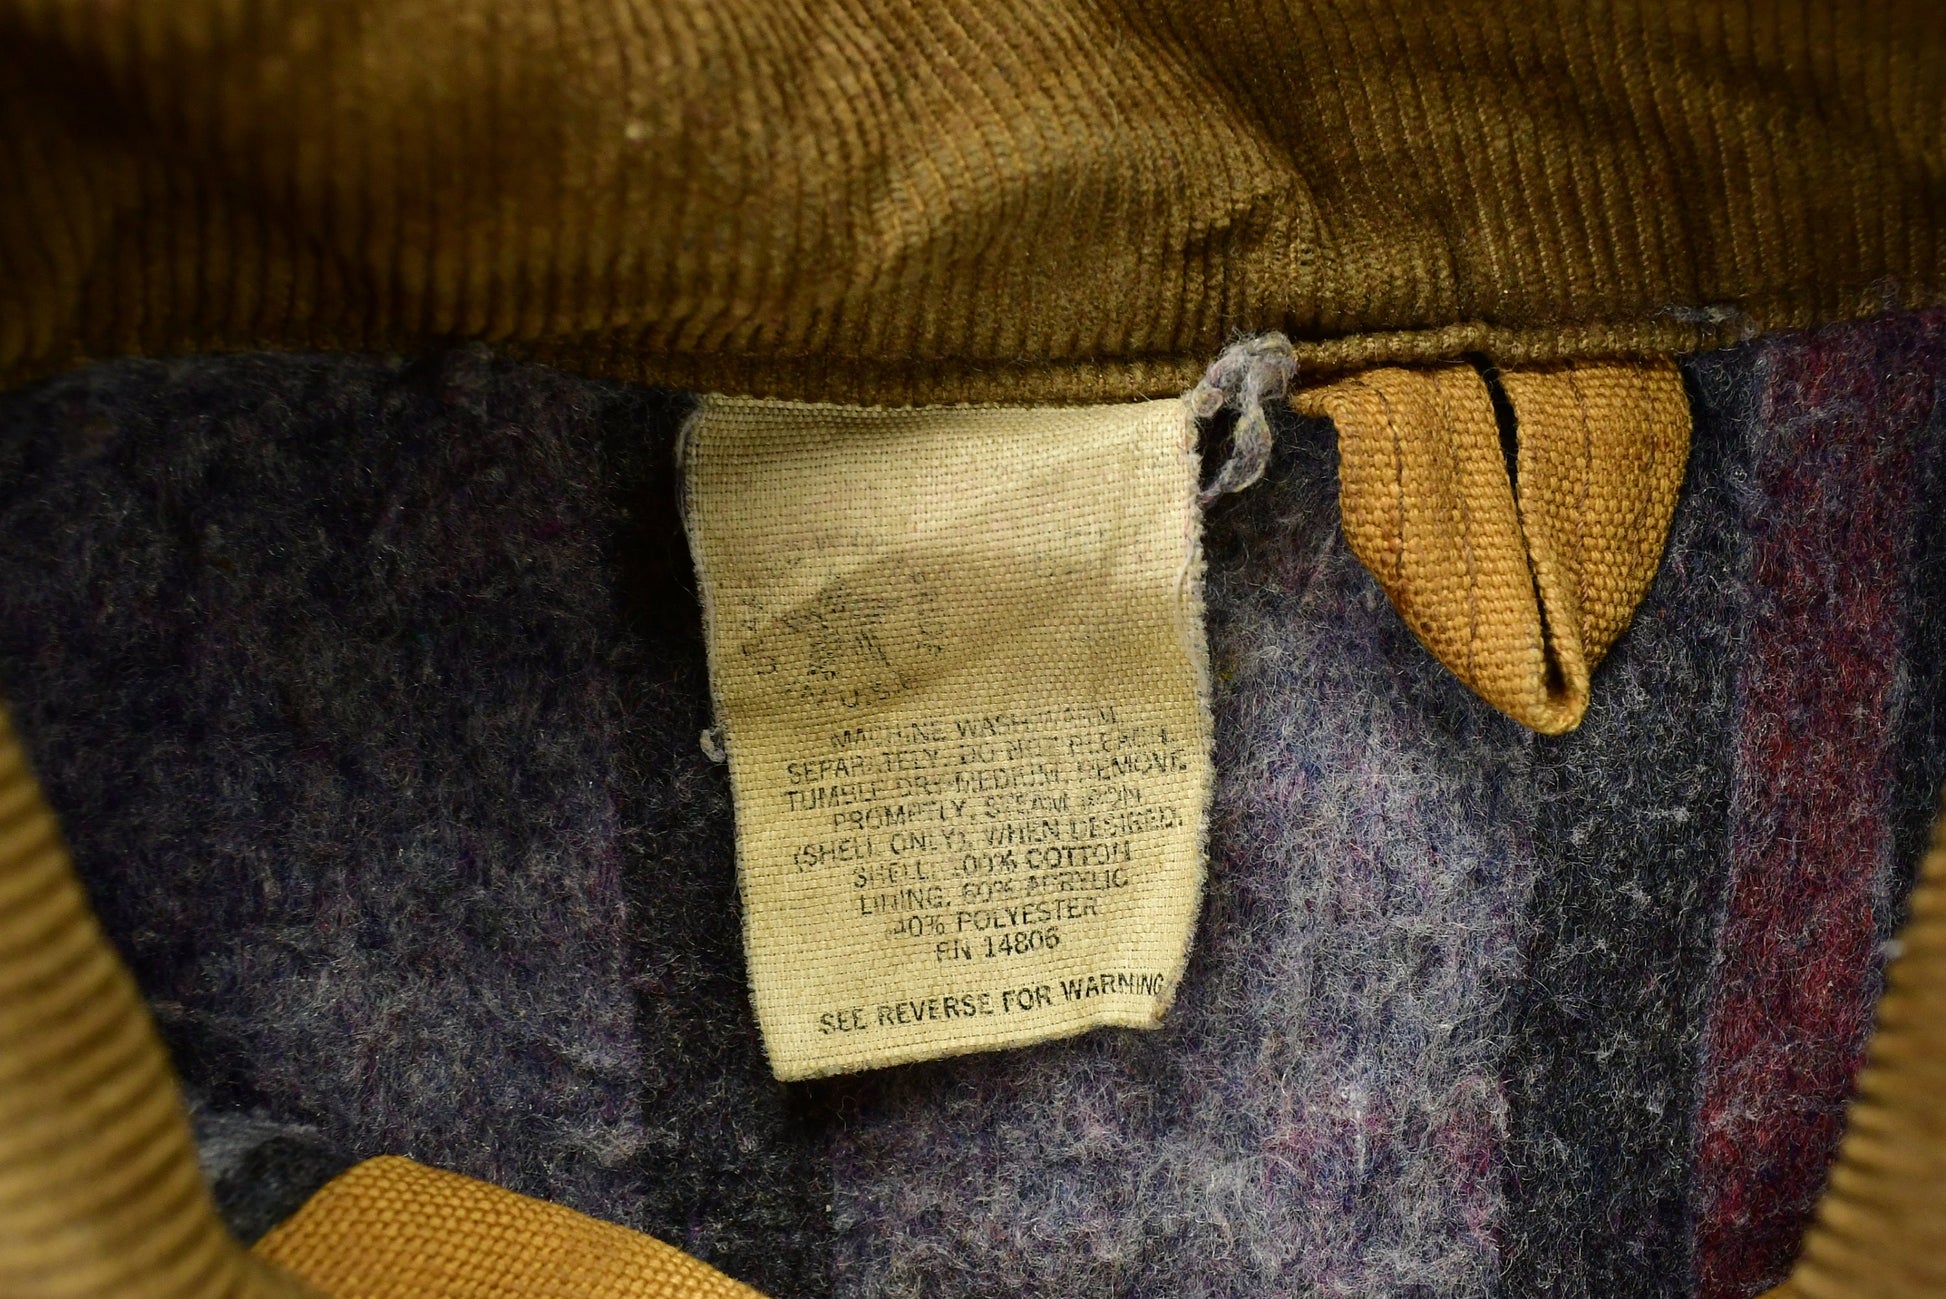 MACHINE WASH WARM,
SEPARATELY. DO NOT BLEACH.
TUMBLE DRY MEDIUM. REMOVE
PROMPTLY. STEAM IRON
(SHELL ONLY), WHEN DESIRED.
SHELL: 100% COTTON
LINING: 60% ACRYLIC
40% POLYESTER
RN 14806
SEE REVERSE FOR WARNING